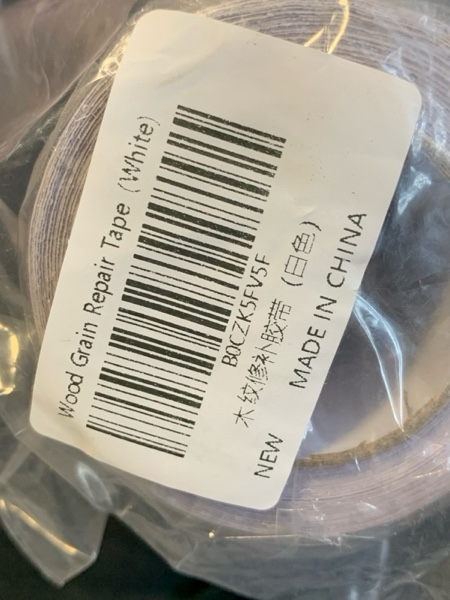 Wood Grain Repair Tape (White)
B0CZK5FV5F
木纹修补胶带 (白色)
NEW MADE IN CHINA